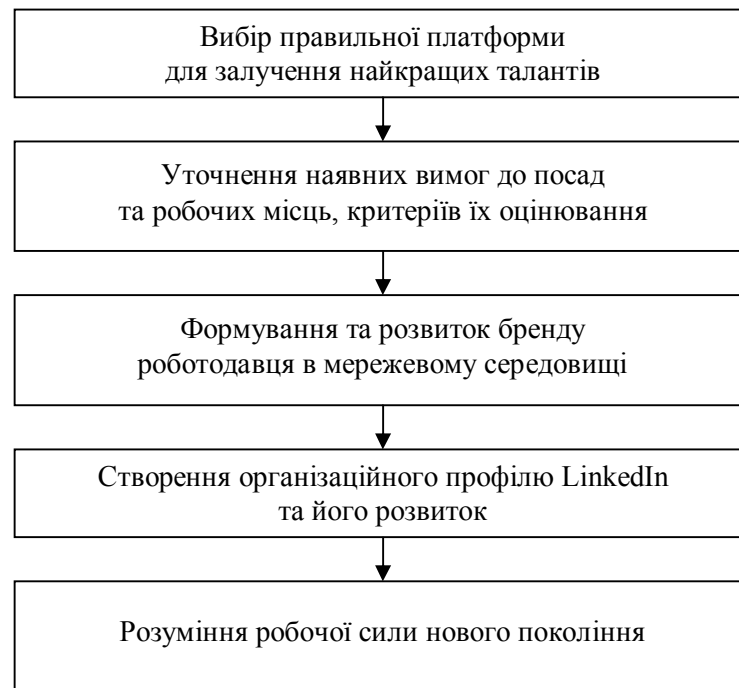 Вибір правильної платформи
для залучення найкращих талантів
Уточнення наявних вимог до посад
та робочих місць, критеріїв їх оцінювання
Формування та розвиток бренду
роботодавця в мережевому середовищі
Створення організаційного профілю LinkedIn
та його розвиток
Розуміння робочої сили нового покоління